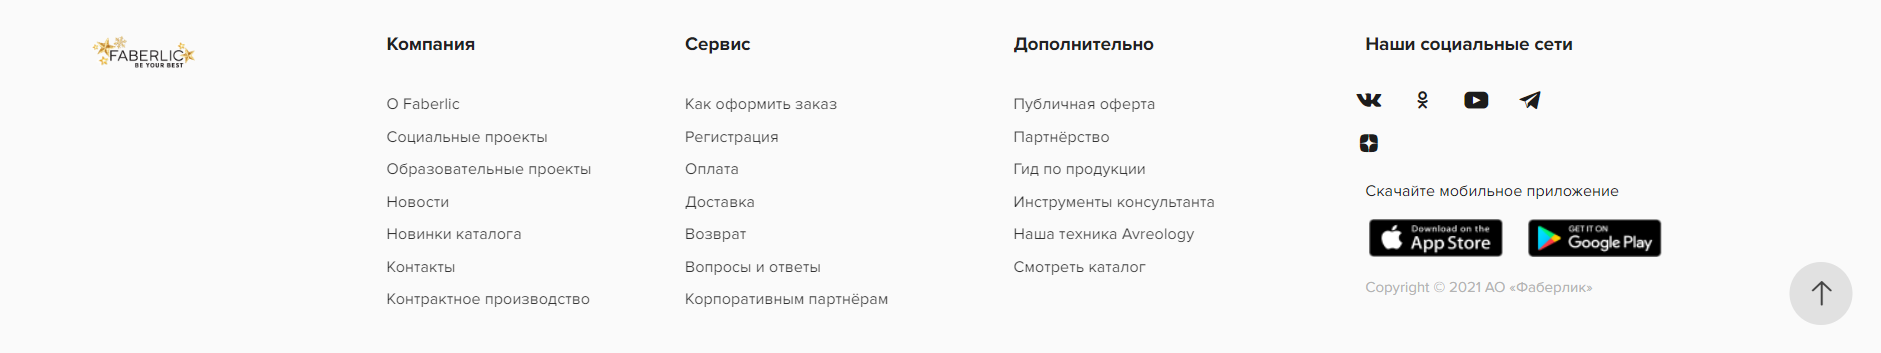 FABERLIC
BE YOUR BEST
Компания
О Faberlic
Социальные проекты
Образовательные проекты
Новости
Новинки каталога
Контакты
Контрактное производство
Сервис
Как оформить заказ
Регистрация
Оплата
Доставка
Возврат
Вопросы и ответы
Корпоративным партнёрам
Дополнительно
Публичная оферта
Партнёрство
Гид по продукции
Инструменты консультанта
Наша техника Avreology
Смотреть каталог
Наши социальные сети
Скачайте мобильное приложение
Download on the
App Store
GET IT ON
Google Play
Copyright © 2021 АО «Фаберлик»